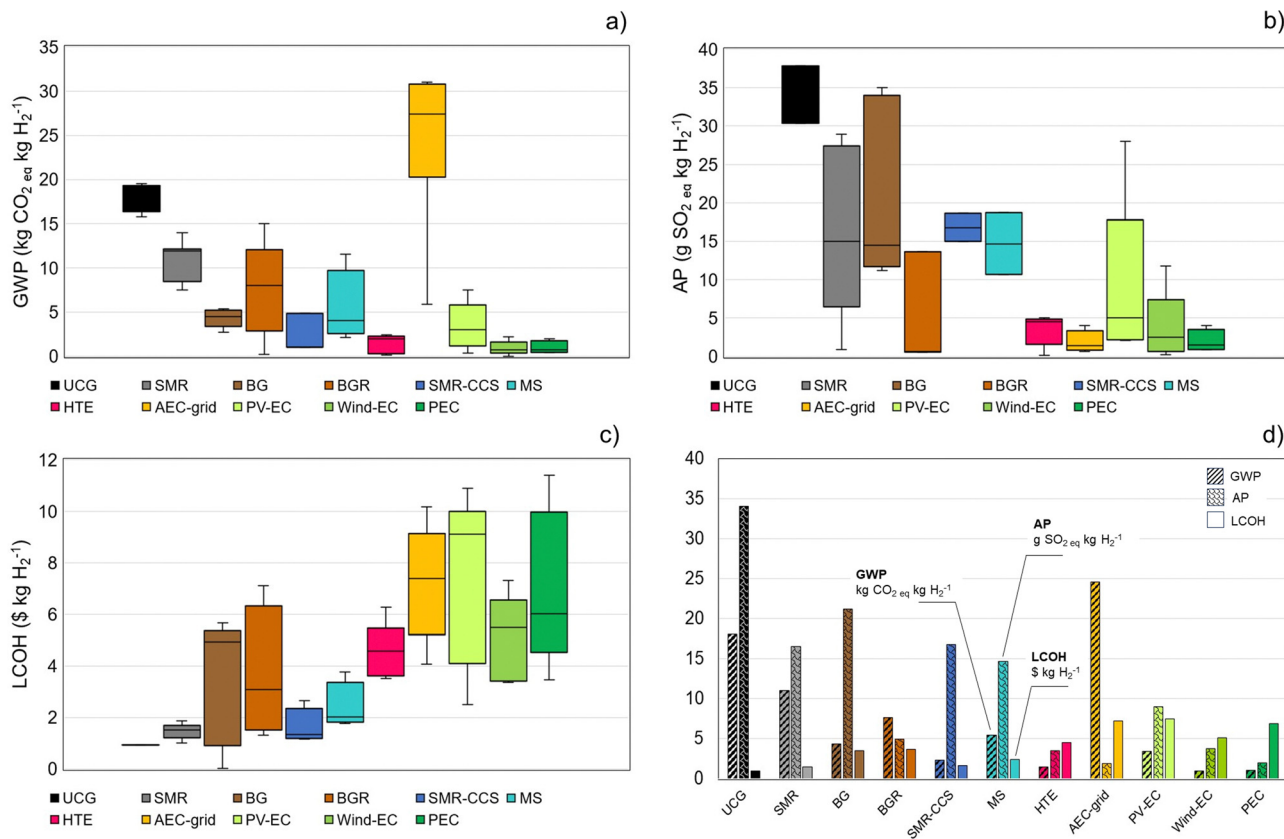 a)
GWP (kg CO2 eq kg H2-1)
35
30
25
20
15
10
5
0
UCG SMR BG BGR SMR-CCS MS
HTE AEC-grid PV-EC Wind-EC PEC
b)
AP (g SO2 eq kg H2-1)
40
35
30
25
20
15
10
5
0
UCG SMR BG BGR SMR-CCS MS
HTE AEC-grid PV-EC Wind-EC PEC
c)
LCOH ($ kg H2-1)
12
10
8
6
4
2
0
UCG SMR BG BGR SMR-CCS MS
HTE AEC-grid PV-EC Wind-EC PEC
d)
40
35
30
25
20
15
10
5
0
GWP
AP
LCOH
AP
g SO2 eq kg H2-1
GWP
kg CO2 eq kg H2-1
LCOH
$ kg H2-1
UCG SMR BG BGR SMR-CCS MS HTE AEC-grid PV-EC Wind-EC PEC